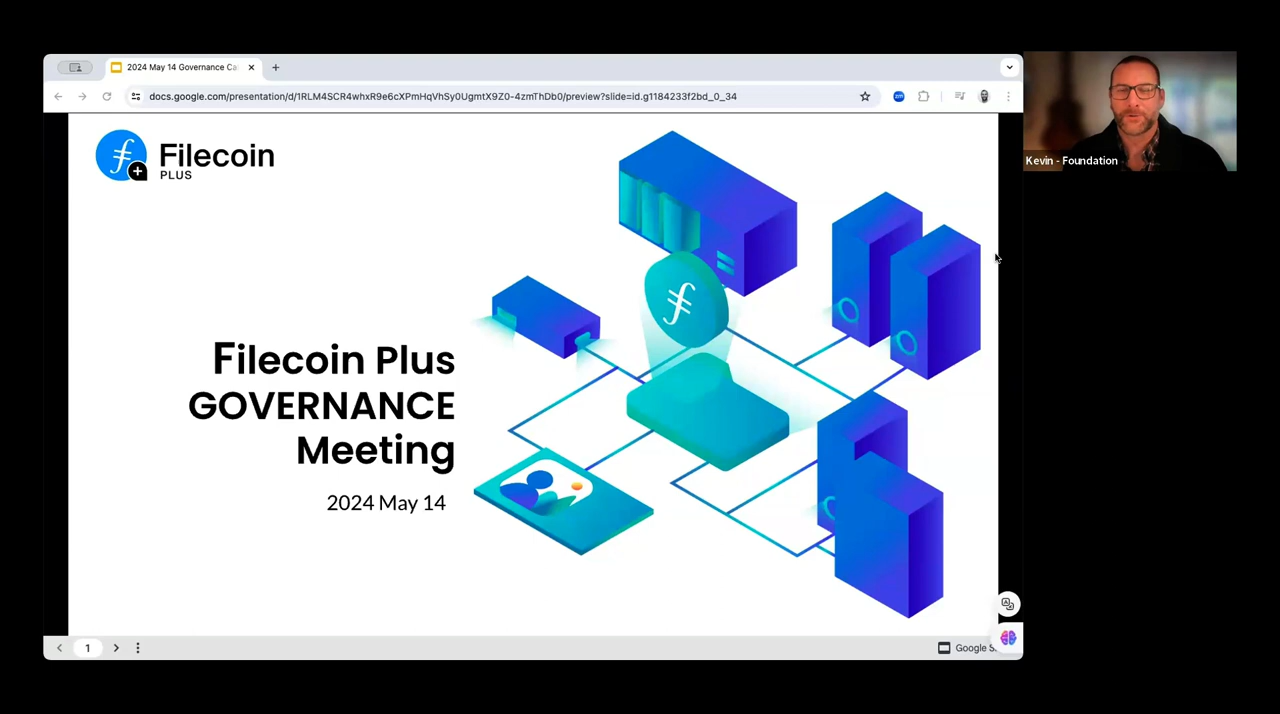 2024 May 14 Governance Ca
docs.google.com/presentation/d/1RLM4SCR4whxR9e6cXPmHqVhSy0UgmtX9Z0-4zmThDb0/preview?slide=id.g1184233f2bd_0_34
zm
Filecoin
PLUS
Filecoin Plus
GOVERNANCE
Meeting
2024 May 14
1
Google S
Kevin - Foundation